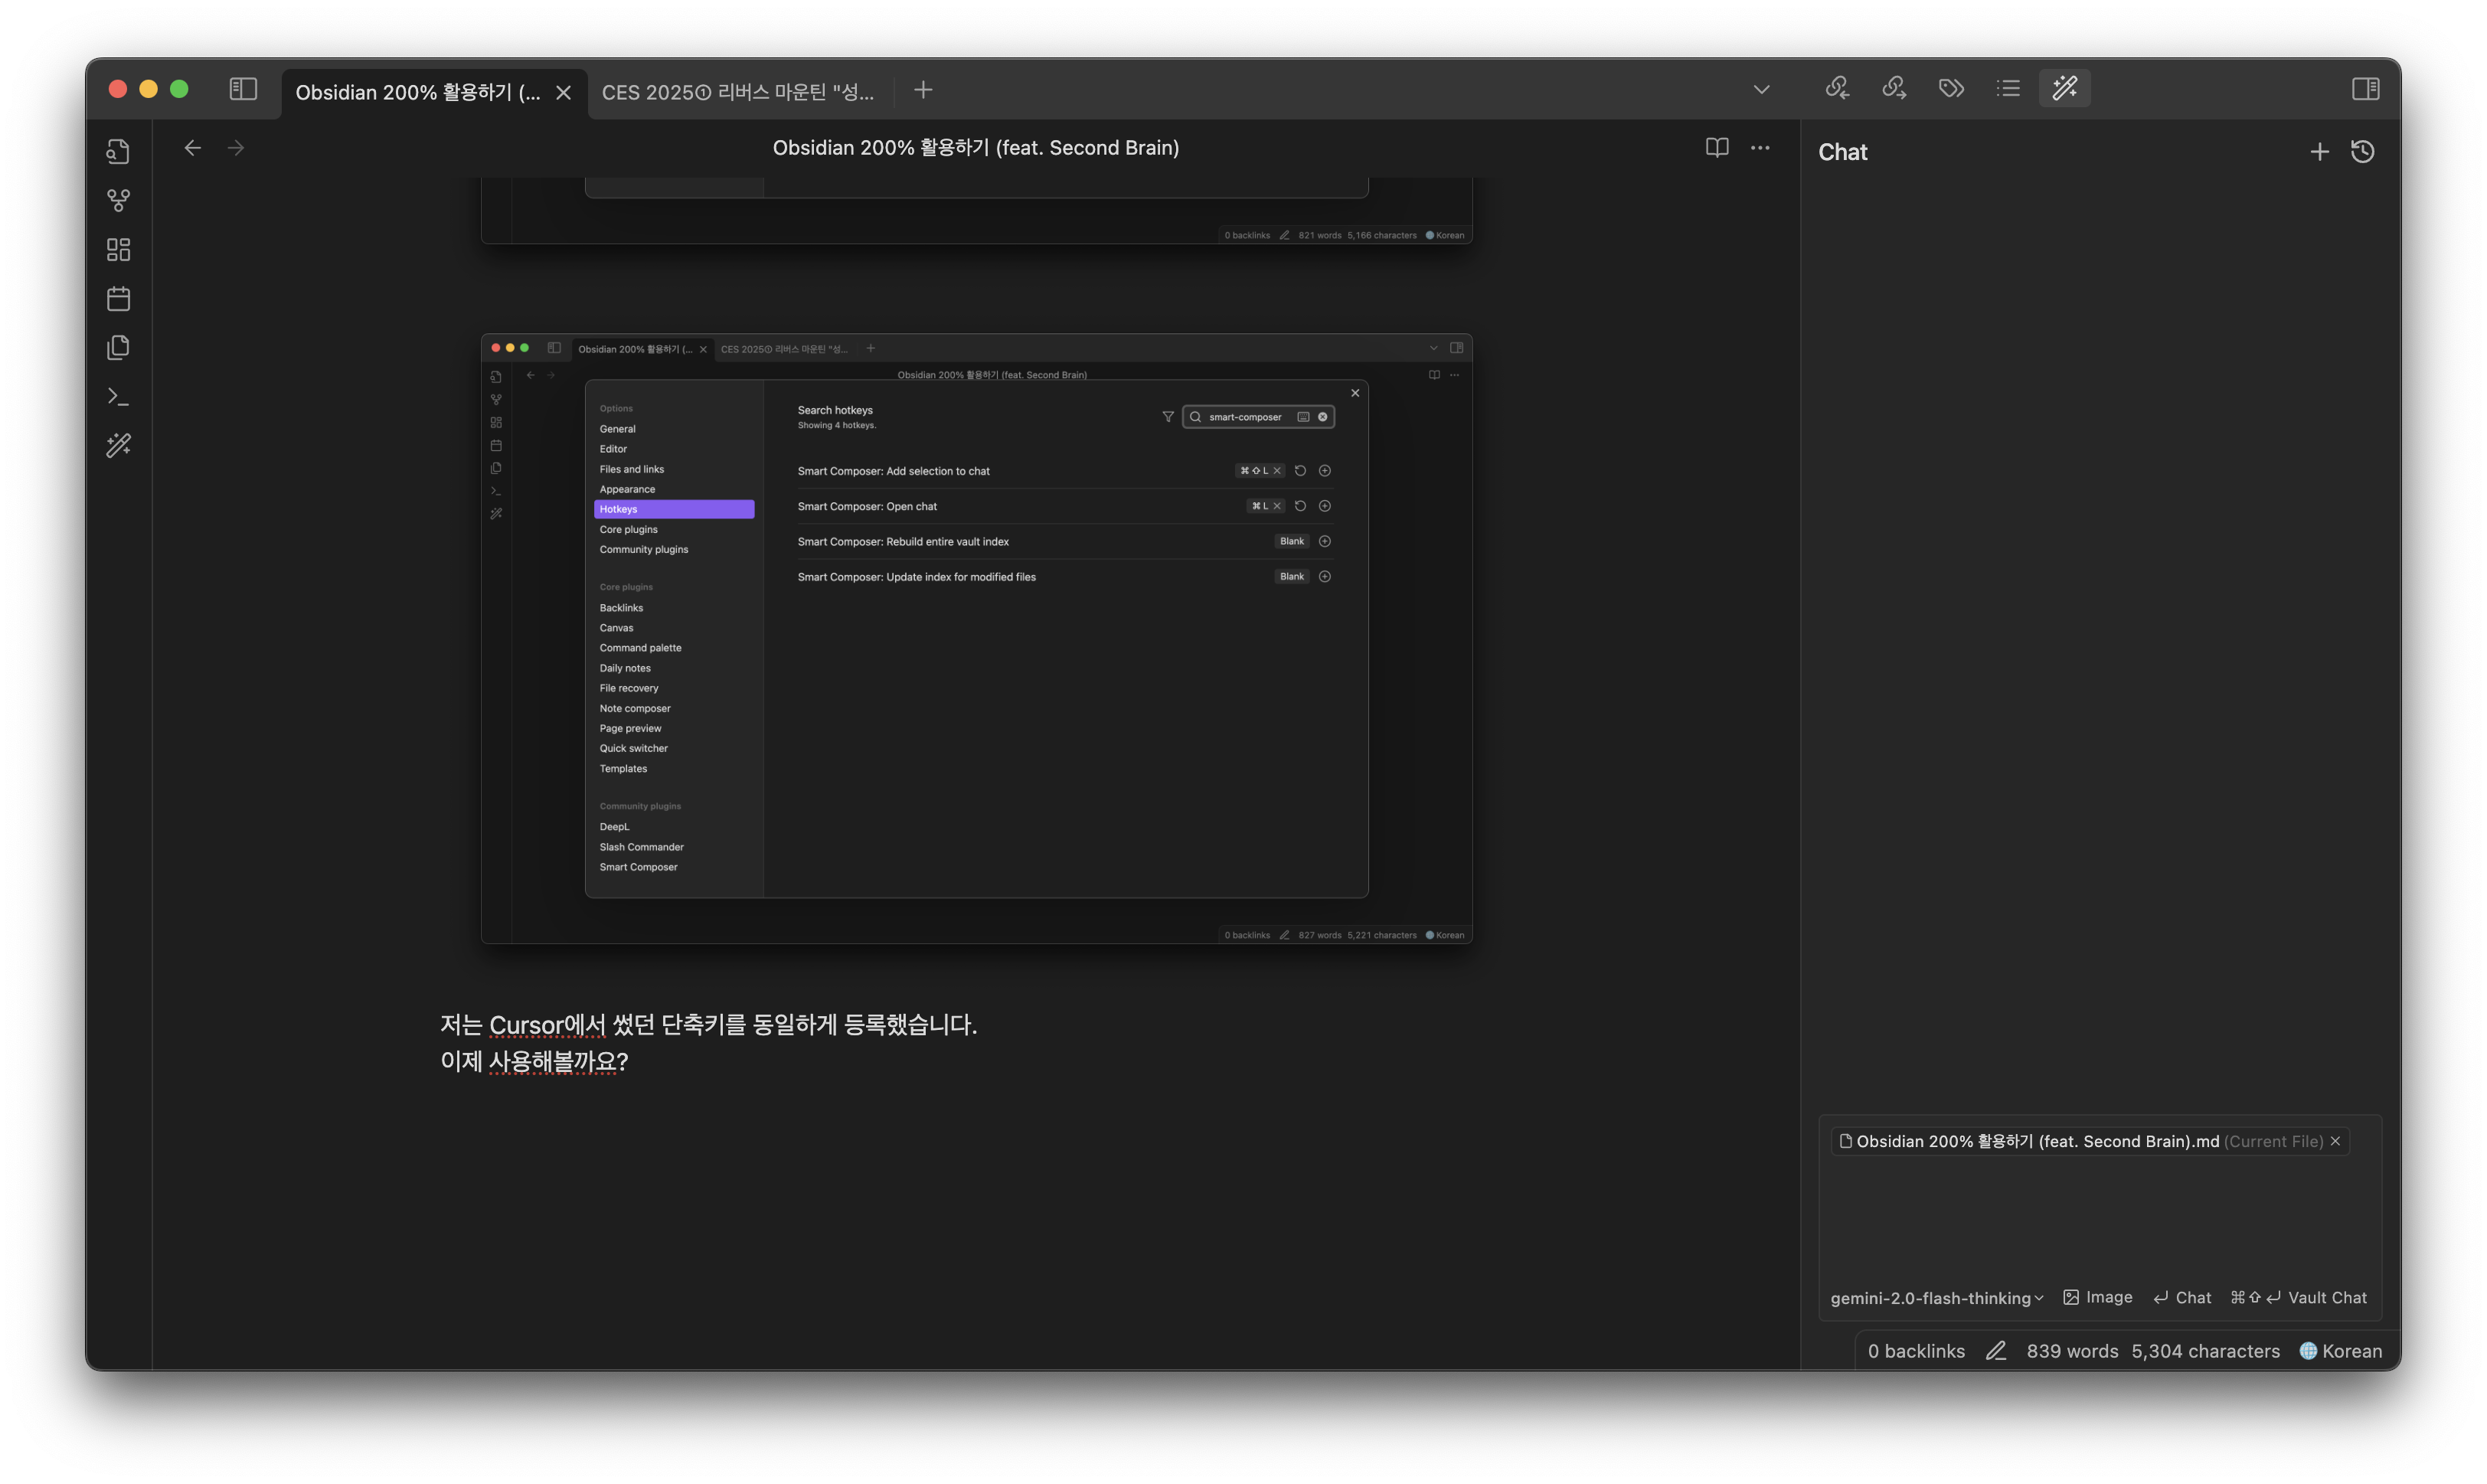 Obsidian 200% 활용하기 (...
CES 2025① 리버스 마운틴 "성...
Obsidian 200% 활용하기 (feat. Second Brain)
0 backlinks 821 words 5,166 characters Korean
Obsidian 200% 활용하기 (...
CES 2025① 리버스 마운틴 "성...
Obsidian 200% 활용하기 (feat. Second Brain)
Options
General
Editor
Files and links
Appearance
Hotkeys
Core plugins
Community plugins
Core plugins
Backlinks
Canvas
Command palette
Daily notes
File recovery
Note composer
Page preview
Quick switcher
Templates
Community plugins
DeepL
Slash Commander
Smart Composer
Search hotkeys
Showing 4 hotkeys.
smart-composer
Smart Composer: Add selection to chat ⌘⇧L
Smart Composer: Open chat ⌘L
Smart Composer: Rebuild entire vault index Blank
Smart Composer: Update index for modified files Blank
0 backlinks 827 words 5,221 characters Korean
저는 Cursor에서 썼던 단축키를 동일하게 등록했습니다.
이제 사용해볼까요?
Chat
Obsidian 200% 활용하기 (feat. Second Brain).md (Current File)
gemini-2.0-flash-thinking Image ↵ Chat ⌘⇧↵ Vault Chat
0 backlinks 839 words 5,304 characters Korean